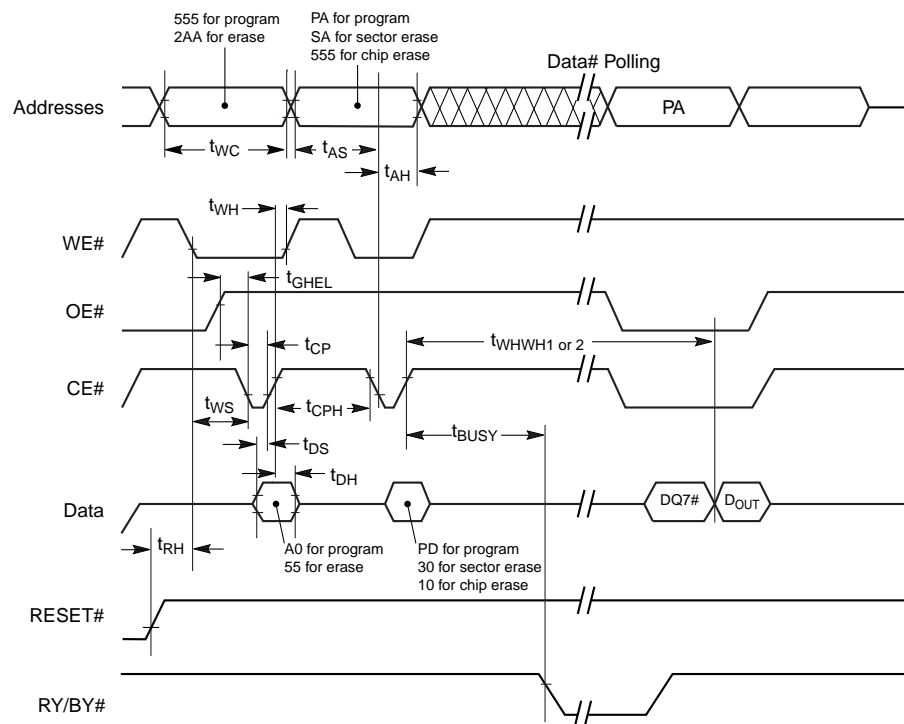 555 for program
2AA for erase
PA for program
SA for sector erase
555 for chip erase
Data# Polling
Addresses
PA
tWC
tAS
tAH
tWH
WE#
tGHEL
OE#
tCP
tWHWH1 or 2
CE#
tWS
tCPH
tBUSY
tDS
tDH
Data
DQ7#
DOUT
tRH
A0 for program
55 for erase
PD for program
30 for sector erase
10 for chip erase
RESET#
RY/BY#